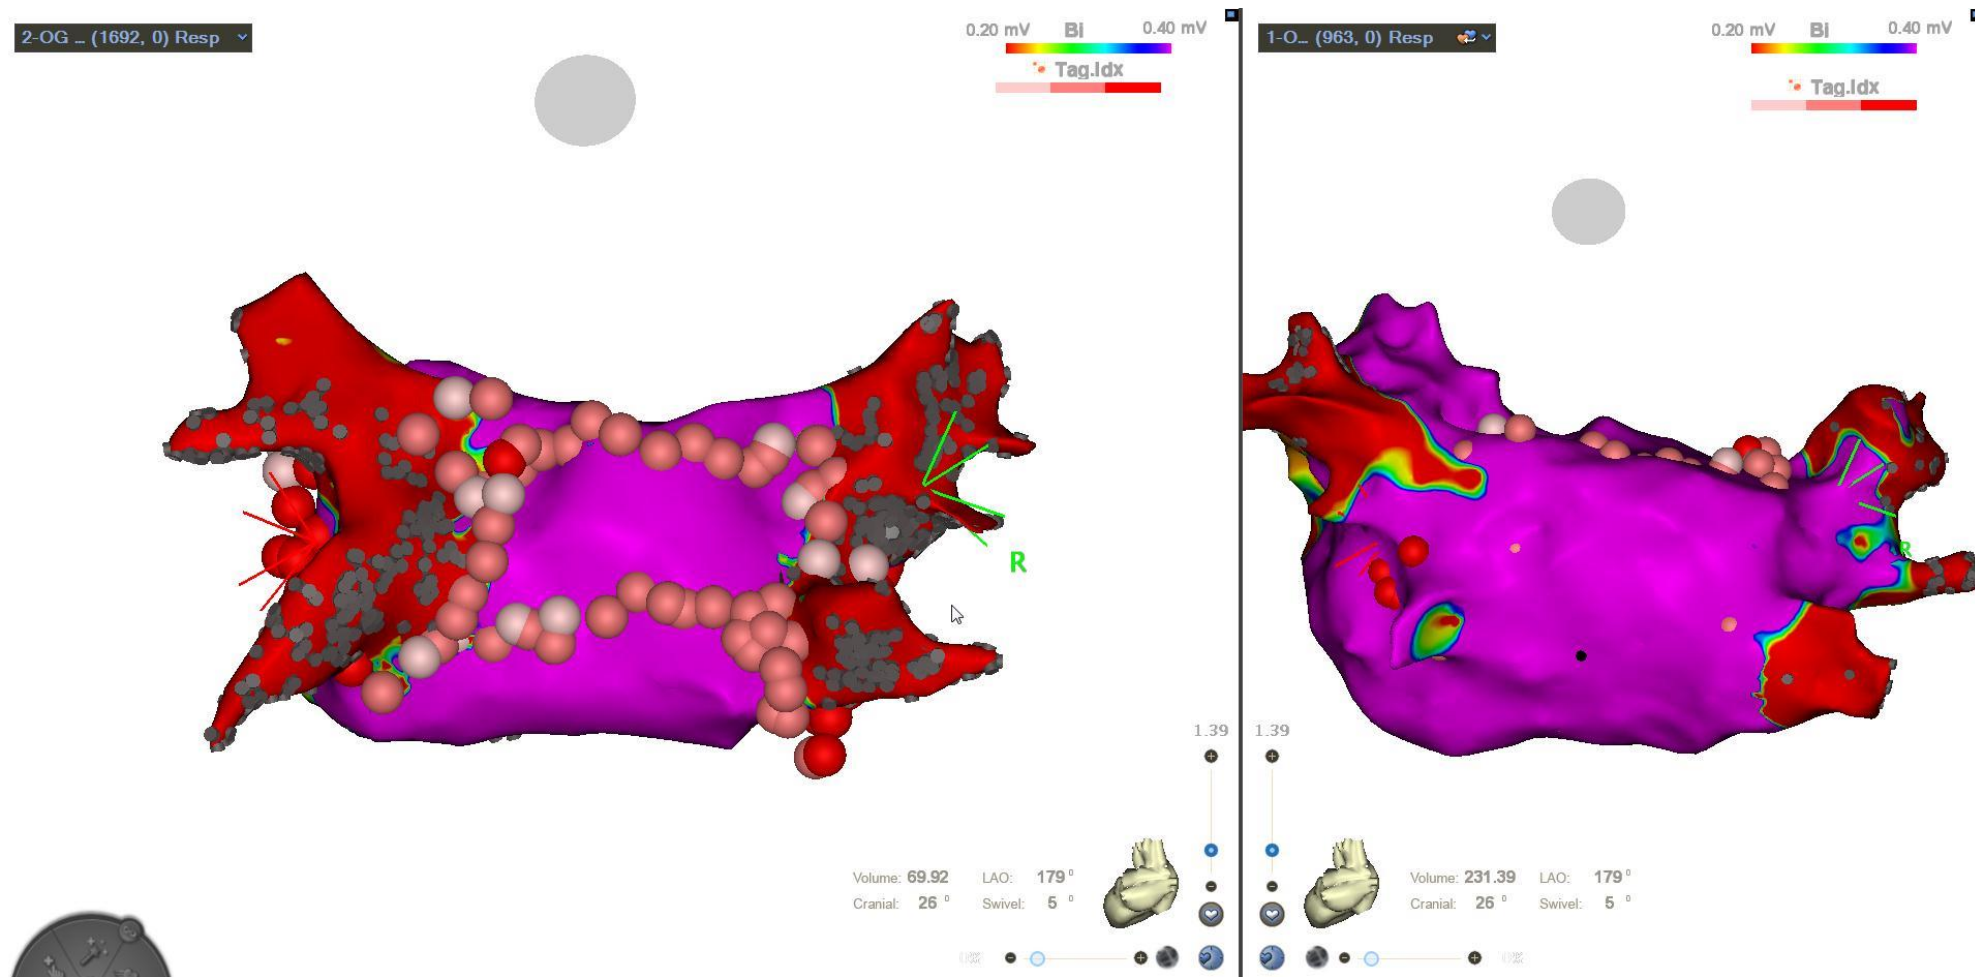 2-OG _ (1692, 0) Resp
0.20 mV Bi 0.40 mV
Tag.Idx
R
1.39
Volume: 69.92 LAO: 179 °
Cranial: 26 ° Swivel: 5 °
1-O... (963, 0) Resp
0.20 mV Bi 0.40 mV
Tag.Idx
R
1.39
Volume: 231.39 LAO: 179 °
Cranial: 26 ° Swivel: 5 °